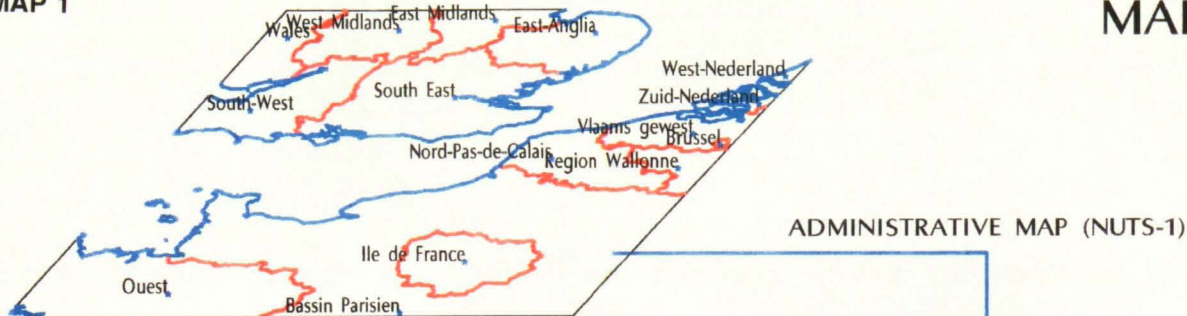 MAP 1
MAP
West Midlands
East Midlands
Wales
East-Anglia
West-Nederland
South East
Zuid-Nederland
South-West
Vlaams gewest
Brussel
Nord-Pas-de-Calais
Region Wallonne
ADMINISTRATIVE MAP (NUTS-1)
Ile de France
Ouest
Bassin Parisien